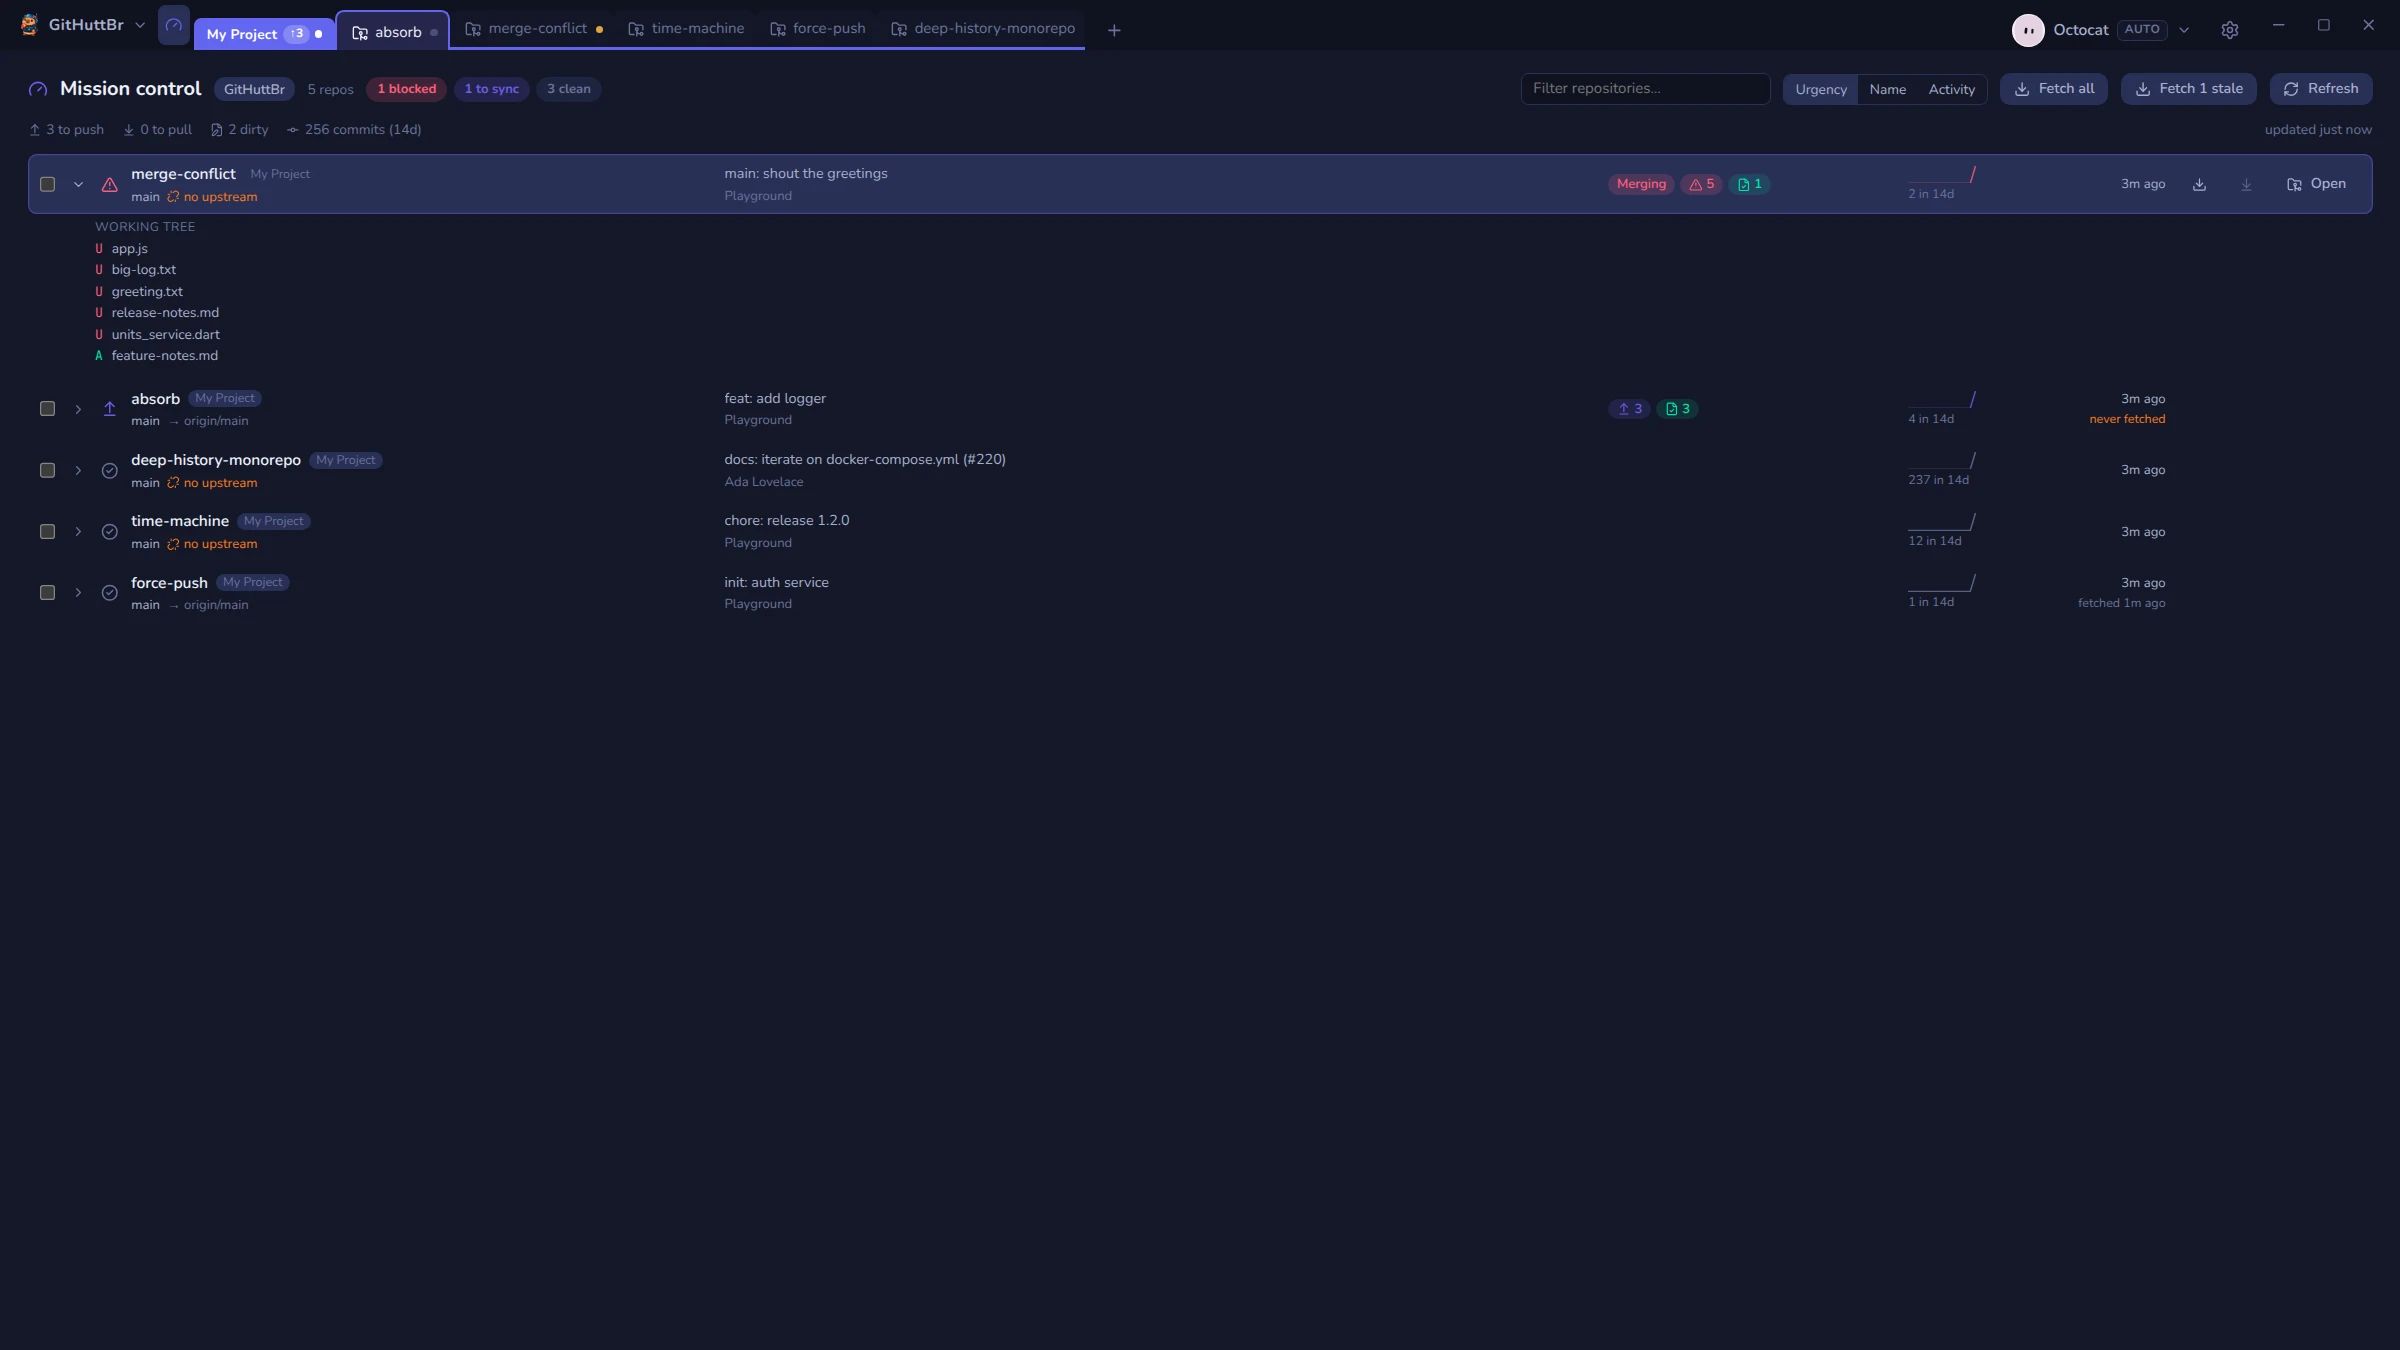 GitHuttBr My Project ↑3 absorb merge-conflict time-machine force-push deep-history-monorepo Octocat AUTO
Mission control GitHuttBr 5 repos 1 blocked 1 to sync 3 clean Filter repositories... Urgency Name Activity Fetch all Fetch 1 stale Refresh
3 to push 0 to pull 2 dirty 256 commits (14d) updated just now
merge-conflict My Project main: shout the greetings Merging 5 1 3m ago Open
main no upstream Playground 2 in 14d
WORKING TREE
U app.js
U big-log.txt
U greeting.txt
U release-notes.md
U units_service.dart
A feature-notes.md
absorb My Project feat: add logger 3 3 3m ago
main → origin/main Playground 4 in 14d never fetched
deep-history-monorepo My Project docs: iterate on docker-compose.yml (#220) 3m ago
main no upstream Ada Lovelace 237 in 14d
time-machine My Project chore: release 1.2.0 3m ago
main no upstream Playground 12 in 14d
force-push My Project init: auth service 3m ago
main → origin/main Playground 1 in 14d fetched 1m ago